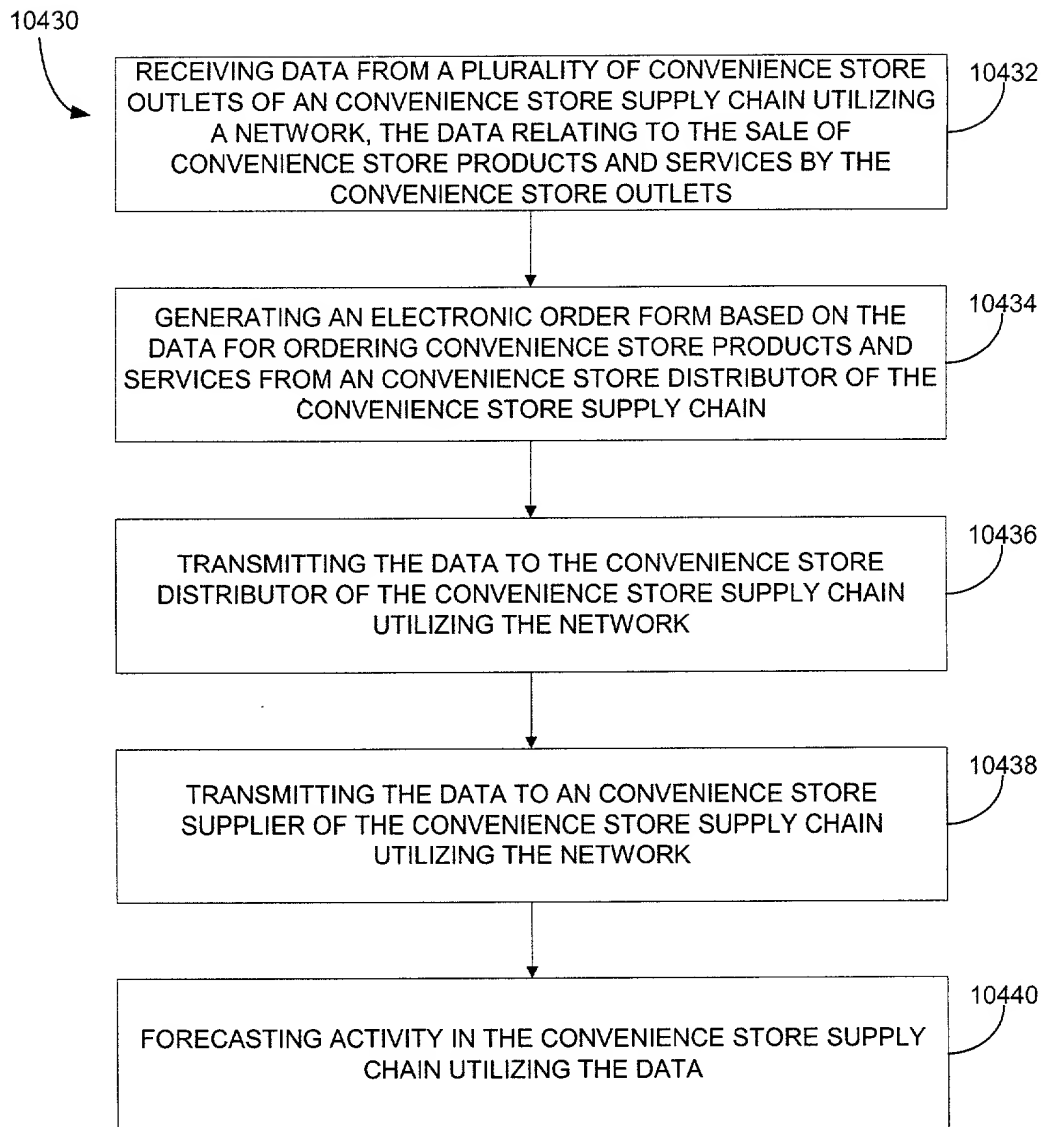 10430
RECEIVING DATA FROM A PLURALITY OF CONVENIENCE STORE
OUTLETS OF AN CONVENIENCE STORE SUPPLY CHAIN UTILIZING
A NETWORK, THE DATA RELATING TO THE SALE OF
CONVENIENCE STORE PRODUCTS AND SERVICES BY THE
CONVENIENCE STORE OUTLETS
10432
GENERATING AN ELECTRONIC ORDER FORM BASED ON THE
DATA FOR ORDERING CONVENIENCE STORE PRODUCTS AND
SERVICES FROM AN CONVENIENCE STORE DISTRIBUTOR OF THE
CONVENIENCE STORE SUPPLY CHAIN
10434
TRANSMITTING THE DATA TO THE CONVENIENCE STORE
DISTRIBUTOR OF THE CONVENIENCE STORE SUPPLY CHAIN
UTILIZING THE NETWORK
10436
TRANSMITTING THE DATA TO AN CONVENIENCE STORE
SUPPLIER OF THE CONVENIENCE STORE SUPPLY CHAIN
UTILIZING THE NETWORK
10438
FORECASTING ACTIVITY IN THE CONVENIENCE STORE SUPPLY
CHAIN UTILIZING THE DATA
10440